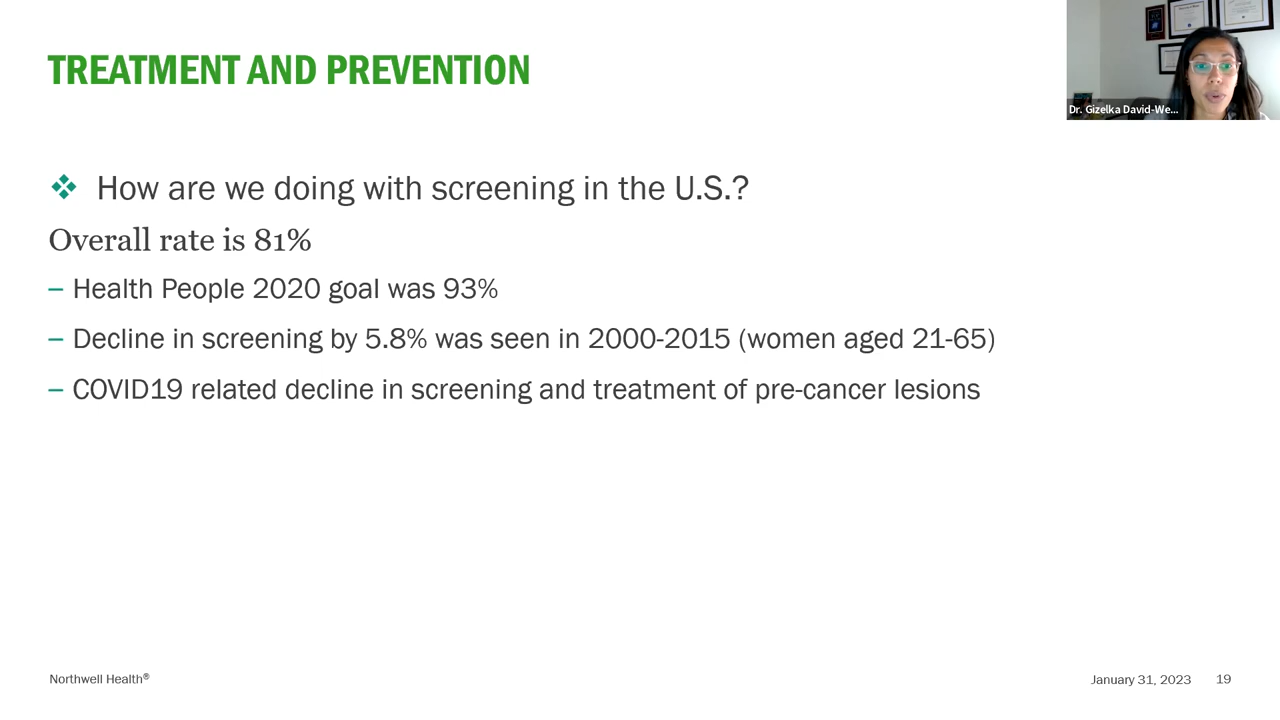 TREATMENT AND PREVENTION
Dr. Gizelka David-We...
❖ How are we doing with screening in the U.S.?
Overall rate is 81%
– Health People 2020 goal was 93%
– Decline in screening by 5.8% was seen in 2000-2015 (women aged 21-65)
– COVID19 related decline in screening and treatment of pre-cancer lesions
Northwell Health®
January 31, 2023 19